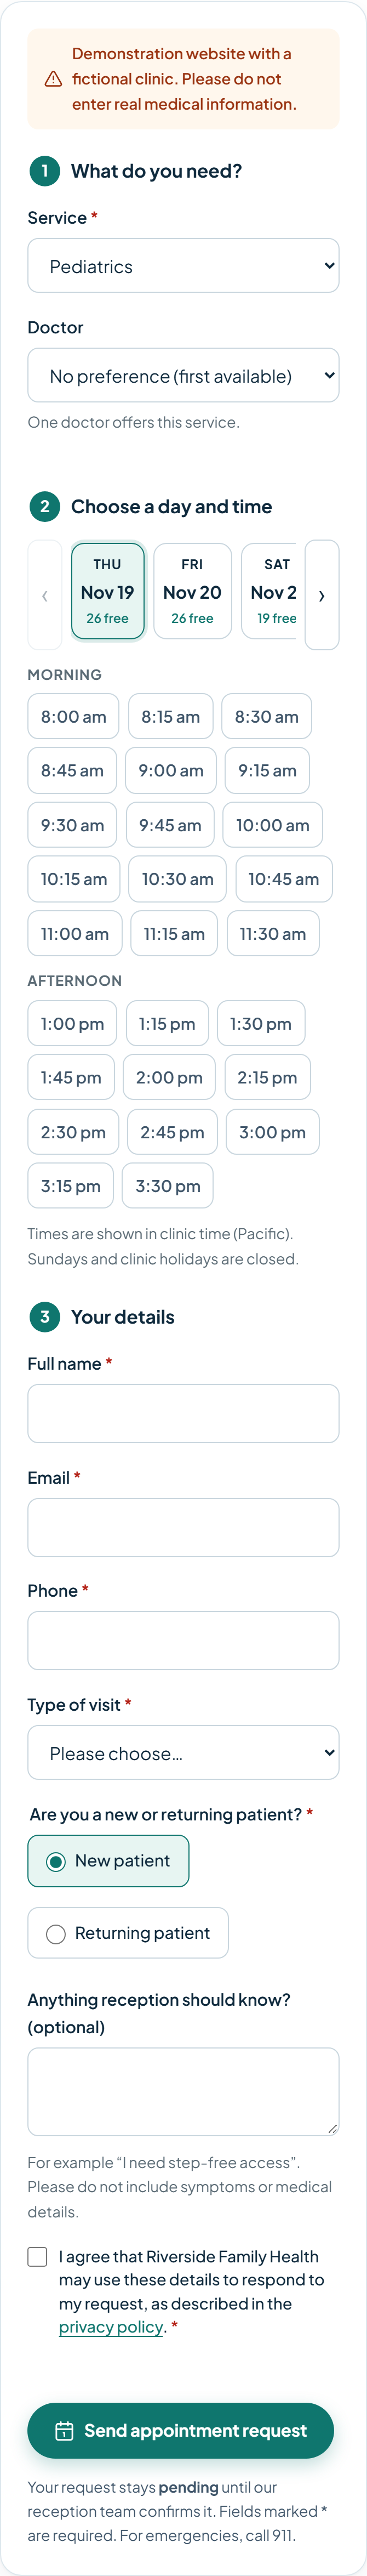 Demonstration website with a
fictional clinic. Please do not
enter real medical information.
1 What do you need?
Service *
Pediatrics
Doctor
No preference (first available)
One doctor offers this service.
2 Choose a day and time
‹ THU FRI SAT ›
Nov 19 Nov 20 Nov 2
26 free 26 free 19 free
MORNING
8:00 am 8:15 am 8:30 am
8:45 am 9:00 am 9:15 am
9:30 am 9:45 am 10:00 am
10:15 am 10:30 am 10:45 am
11:00 am 11:15 am 11:30 am
AFTERNOON
1:00 pm 1:15 pm 1:30 pm
1:45 pm 2:00 pm 2:15 pm
2:30 pm 2:45 pm 3:00 pm
3:15 pm 3:30 pm
Times are shown in clinic time (Pacific).
Sundays and clinic holidays are closed.
3 Your details
Full name *
Email *
Phone *
Type of visit *
Please choose...
Are you a new or returning patient? *
New patient
Returning patient
Anything reception should know?
(optional)
For example “I need step-free access”.
Please do not include symptoms or medical
details.
I agree that Riverside Family Health
may use these details to respond to
my request, as described in the
privacy policy. *
Send appointment request
Your request stays pending until our
reception team confirms it. Fields marked *
are required. For emergencies, call 911.